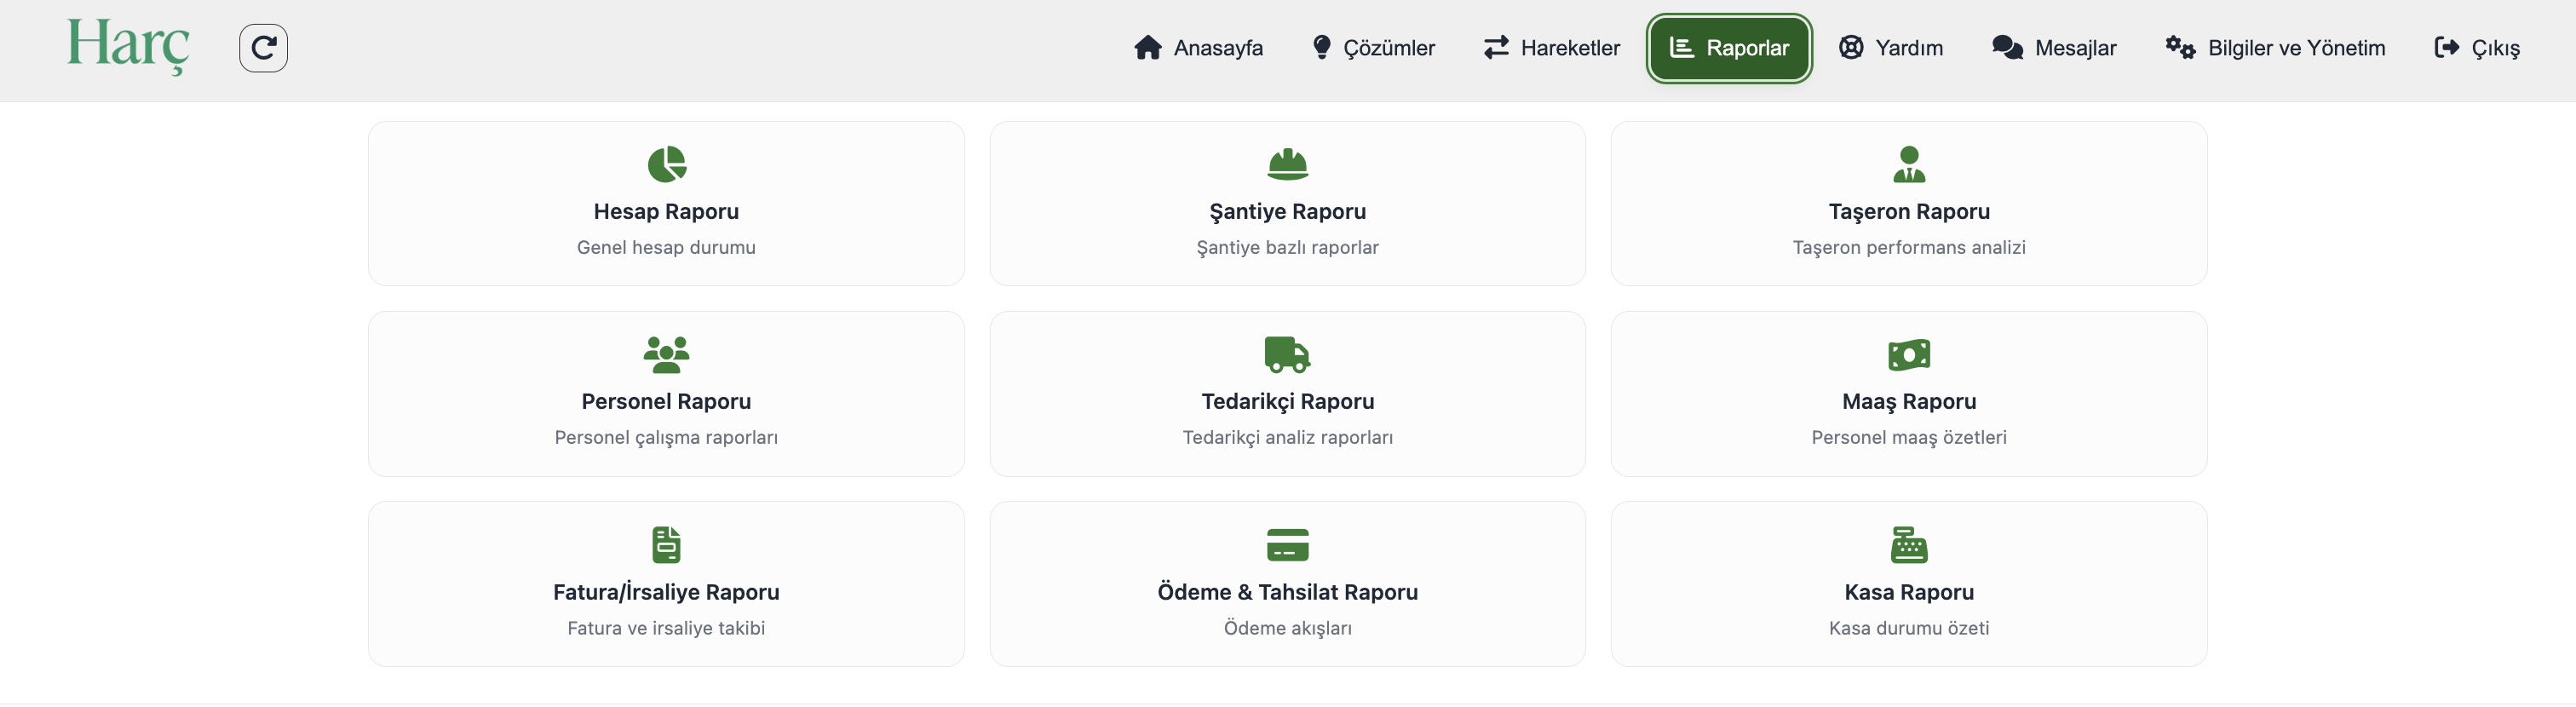 Harç
Anasayfa
Çözümler
Hareketler
Raporlar
Yardım
Mesajlar
Bilgiler ve Yönetim
Çıkış
Hesap Raporu
Genel hesap durumu
Şantiye Raporu
Şantiye bazlı raporlar
Taşeron Raporu
Taşeron performans analizi
Personel Raporu
Personel çalışma raporları
Tedarikçi Raporu
Tedarikçi analiz raporları
Maaş Raporu
Personel maaş özetleri
Fatura/İrsaliye Raporu
Fatura ve irsaliye takibi
Ödeme & Tahsilat Raporu
Ödeme akışları
Kasa Raporu
Kasa durumu özeti